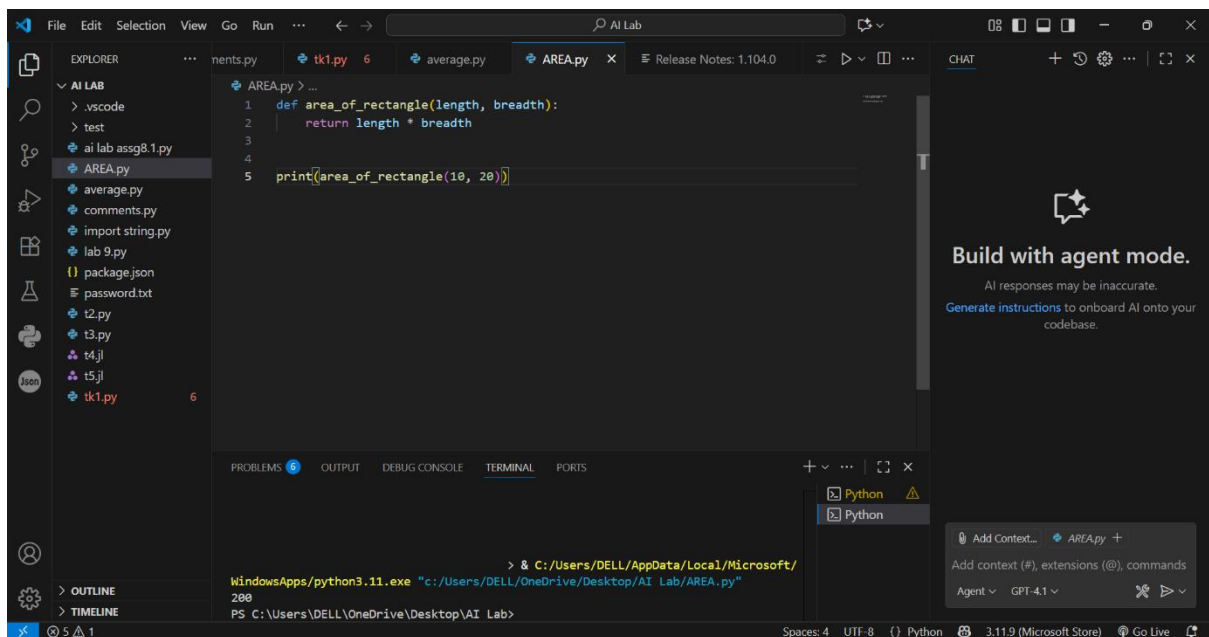 File Edit Selection View Go Run ··· ← → AI Lab
EXPLORER ···
AI LAB
.vscode
test
ai lab assg8.1.py
AREA.py
average.py
comments.py
import string.py
lab 9.py
{} package.json
password.txt
t2.py
t3.py
t4.jl
t5.jl
tk1.py 6
OUTLINE
TIMELINE
Json
nents.py tk1.py 6 average.py AREA.py × Release Notes: 1.104.0 ···
AREA.py > ...
1 def area_of_rectangle(length, breadth):
2 return length * breadth
3
4
5 print(area_of_rectangle(10, 20))
PROBLEMS 6 OUTPUT DEBUG CONSOLE TERMINAL PORTS
> & C:/Users/DELL/AppData/Local/Microsoft/
WindowsApps/python3.11.exe "c:/Users/DELL/OneDrive/Desktop/AI Lab/AREA.py"
200
PS C:\Users\DELL\OneDrive\Desktop\AI Lab>
Python
Python
CHAT
Build with agent mode.
AI responses may be inaccurate.
Generate instructions to onboard AI onto your
codebase.
Add Context... AREA.py +
Add context (#), extensions (@), commands
Agent GPT-4.1
5 1 Spaces: 4 UTF-8 {} Python 3.11.9 (Microsoft Store) Go Live